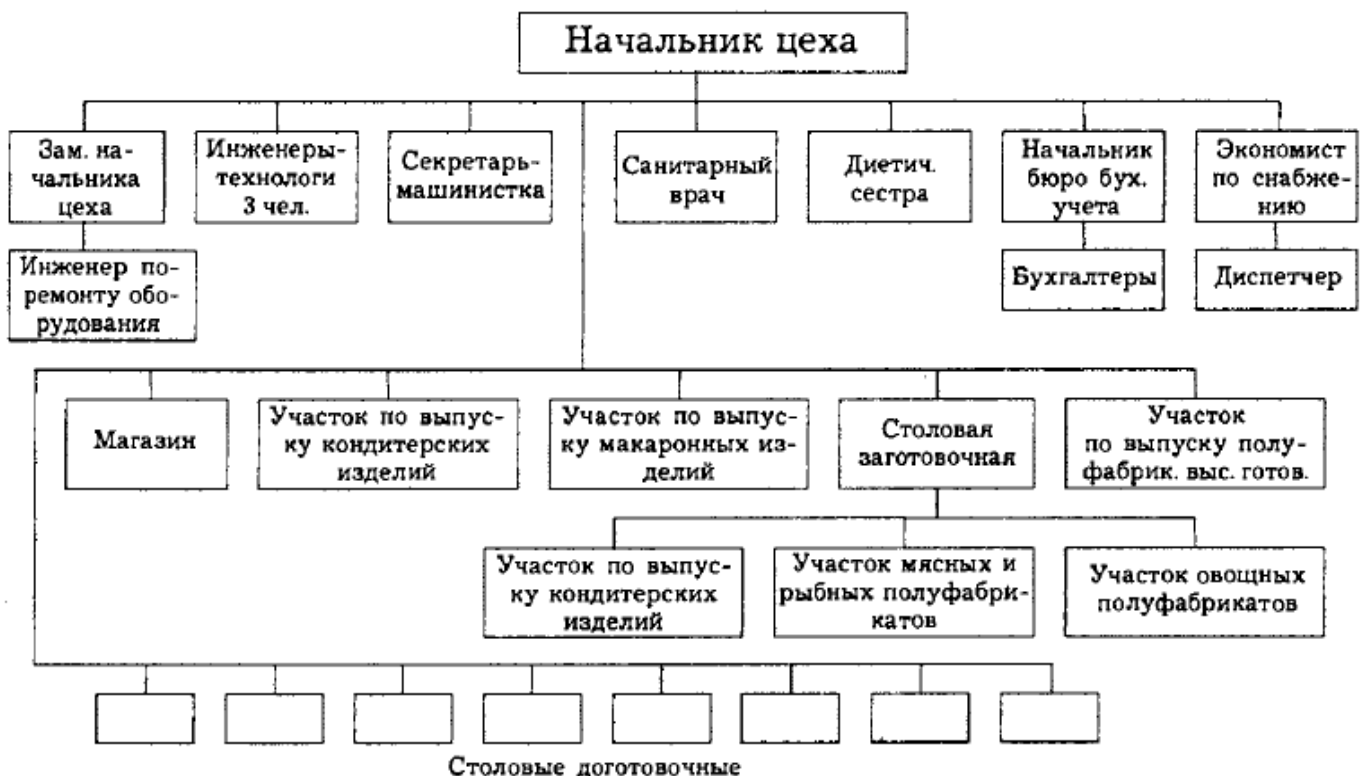 Начальник цеха
Зам. на-
чальника
цеха
Инженеры-
технологи
3 чел.
Секретарь-
машинистка
Санитарный
врач
Диетич.
сестра
Начальник
бюро бух.
учета
Экономист
по снабже-
нию
Инженер по-
ремонту обо-
рудования
Бухгалтеры
Диспетчер
Магазин
Участок по выпус-
ку кондитерских
изделий
Участок по выпус-
ку макаронных из-
делий
Столовая
заготовочная
Участок
по выпуску полу-
фабрик. выс. готов.
Участок по выпус-
ку кондитерских
изделий
Участок мясных и
рыбных полуфабри-
катов
Участок овощных
полуфабрикатов
Столовые доготовочные